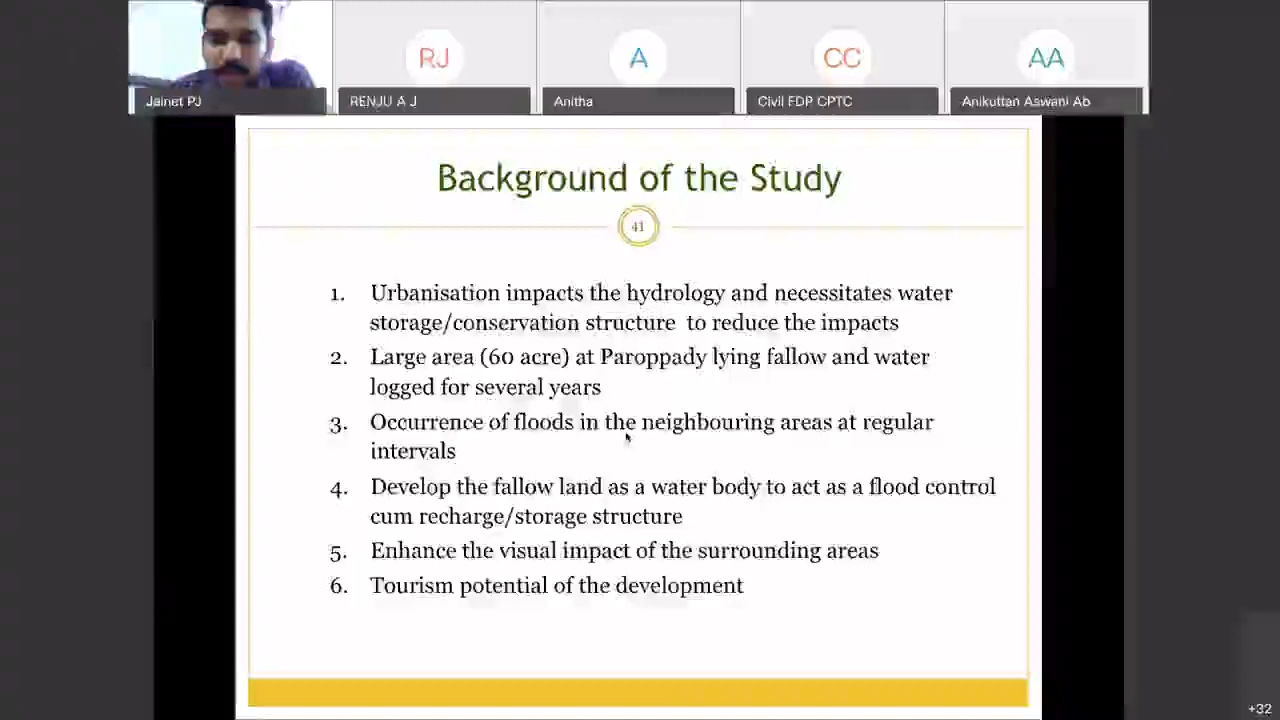 RJ
A
CC
AA
Jainet PJ
RENJU A J
Anitha
Civil FDP CPTC
Anikuttan Aswani Ab
Background of the Study
41
1. Urbanisation impacts the hydrology and necessitates water
storage/conservation structure to reduce the impacts
2. Large area (60 acre) at Paroppady lying fallow and water
logged for several years
3. Occurrence of floods in the neighbouring areas at regular
intervals
4. Develop the fallow land as a water body to act as a flood control
cum recharge/storage structure
5. Enhance the visual impact of the surrounding areas
6. Tourism potential of the development
+32